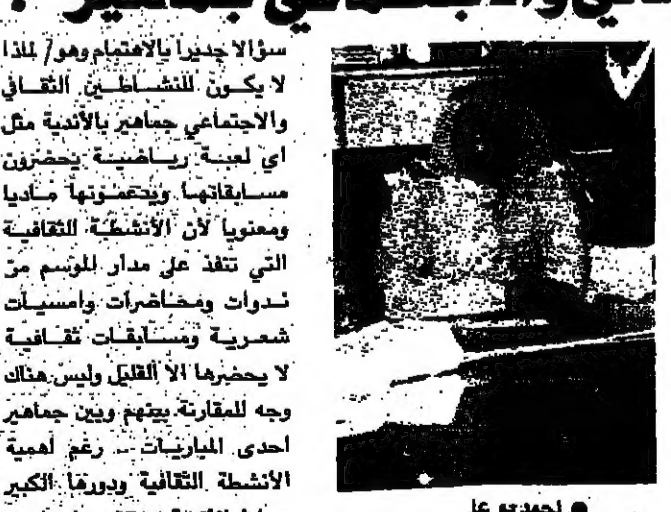 والاجتماعي جماهير
سؤالا جديرا بالاهتمام وهو / لماذا
لا يكون للنشاطين الثقافي
والاجتماعي جماهير بالأندية مثل
اي لعبة رياضية يحضرون
مسابقاتها ويدعمونها ماديا
ومعنويا لأن الأنشطة الثقافية
التي تنفذ على مدار الموسم من
ندوات ومحاضرات وامسيات
شعرية ومسابقات ثقافية
لا يحضرها الا القليل وليس هناك
وجه للمقارنة بينهم وبين جماهير
احدى المباريات .. رغم أهمية
الأنشطة الثقافية ودورها الكبير